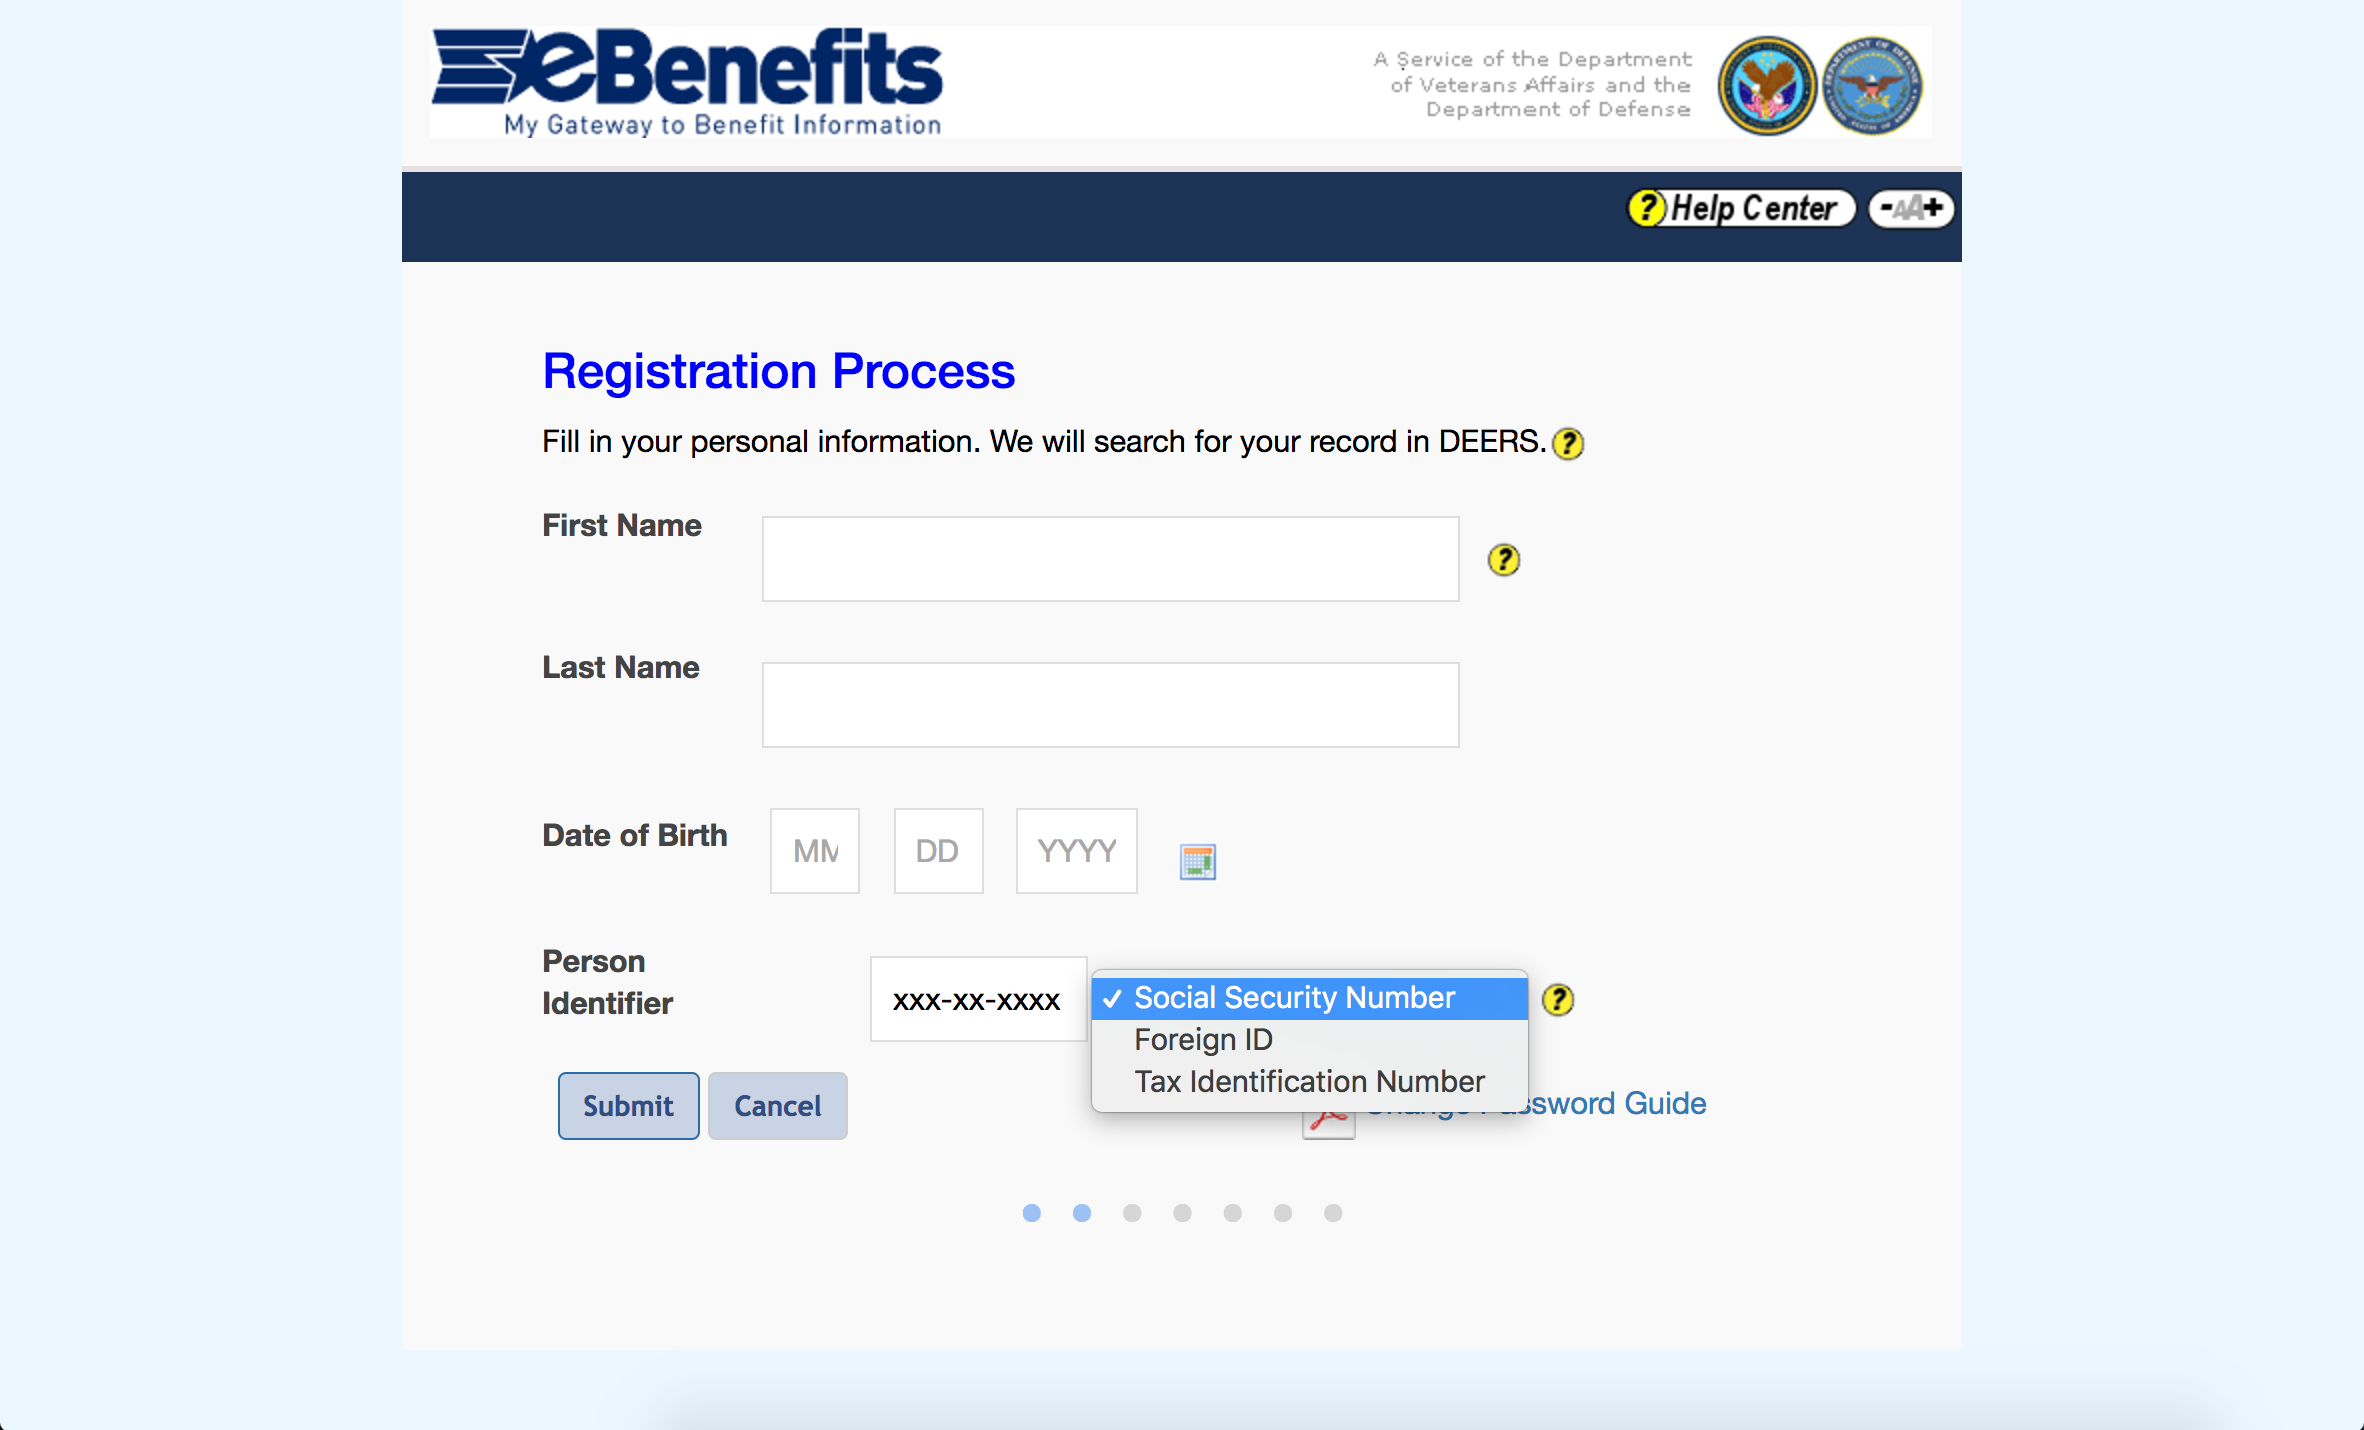 eBenefits
My Gateway to Benefit Information
A Service of the Department
of Veterans Affairs and the
Department of Defense
? Help Center
-AA+
Registration Process
Fill in your personal information. We will search for your record in DEERS. ?
First Name
?
Last Name
Date of Birth
MM
DD
YYYY
Person
Identifier
xxx-xx-xxxx
✓ Social Security Number
?
Foreign ID
Tax Identification Number
Submit
Cancel
Change Password Guide